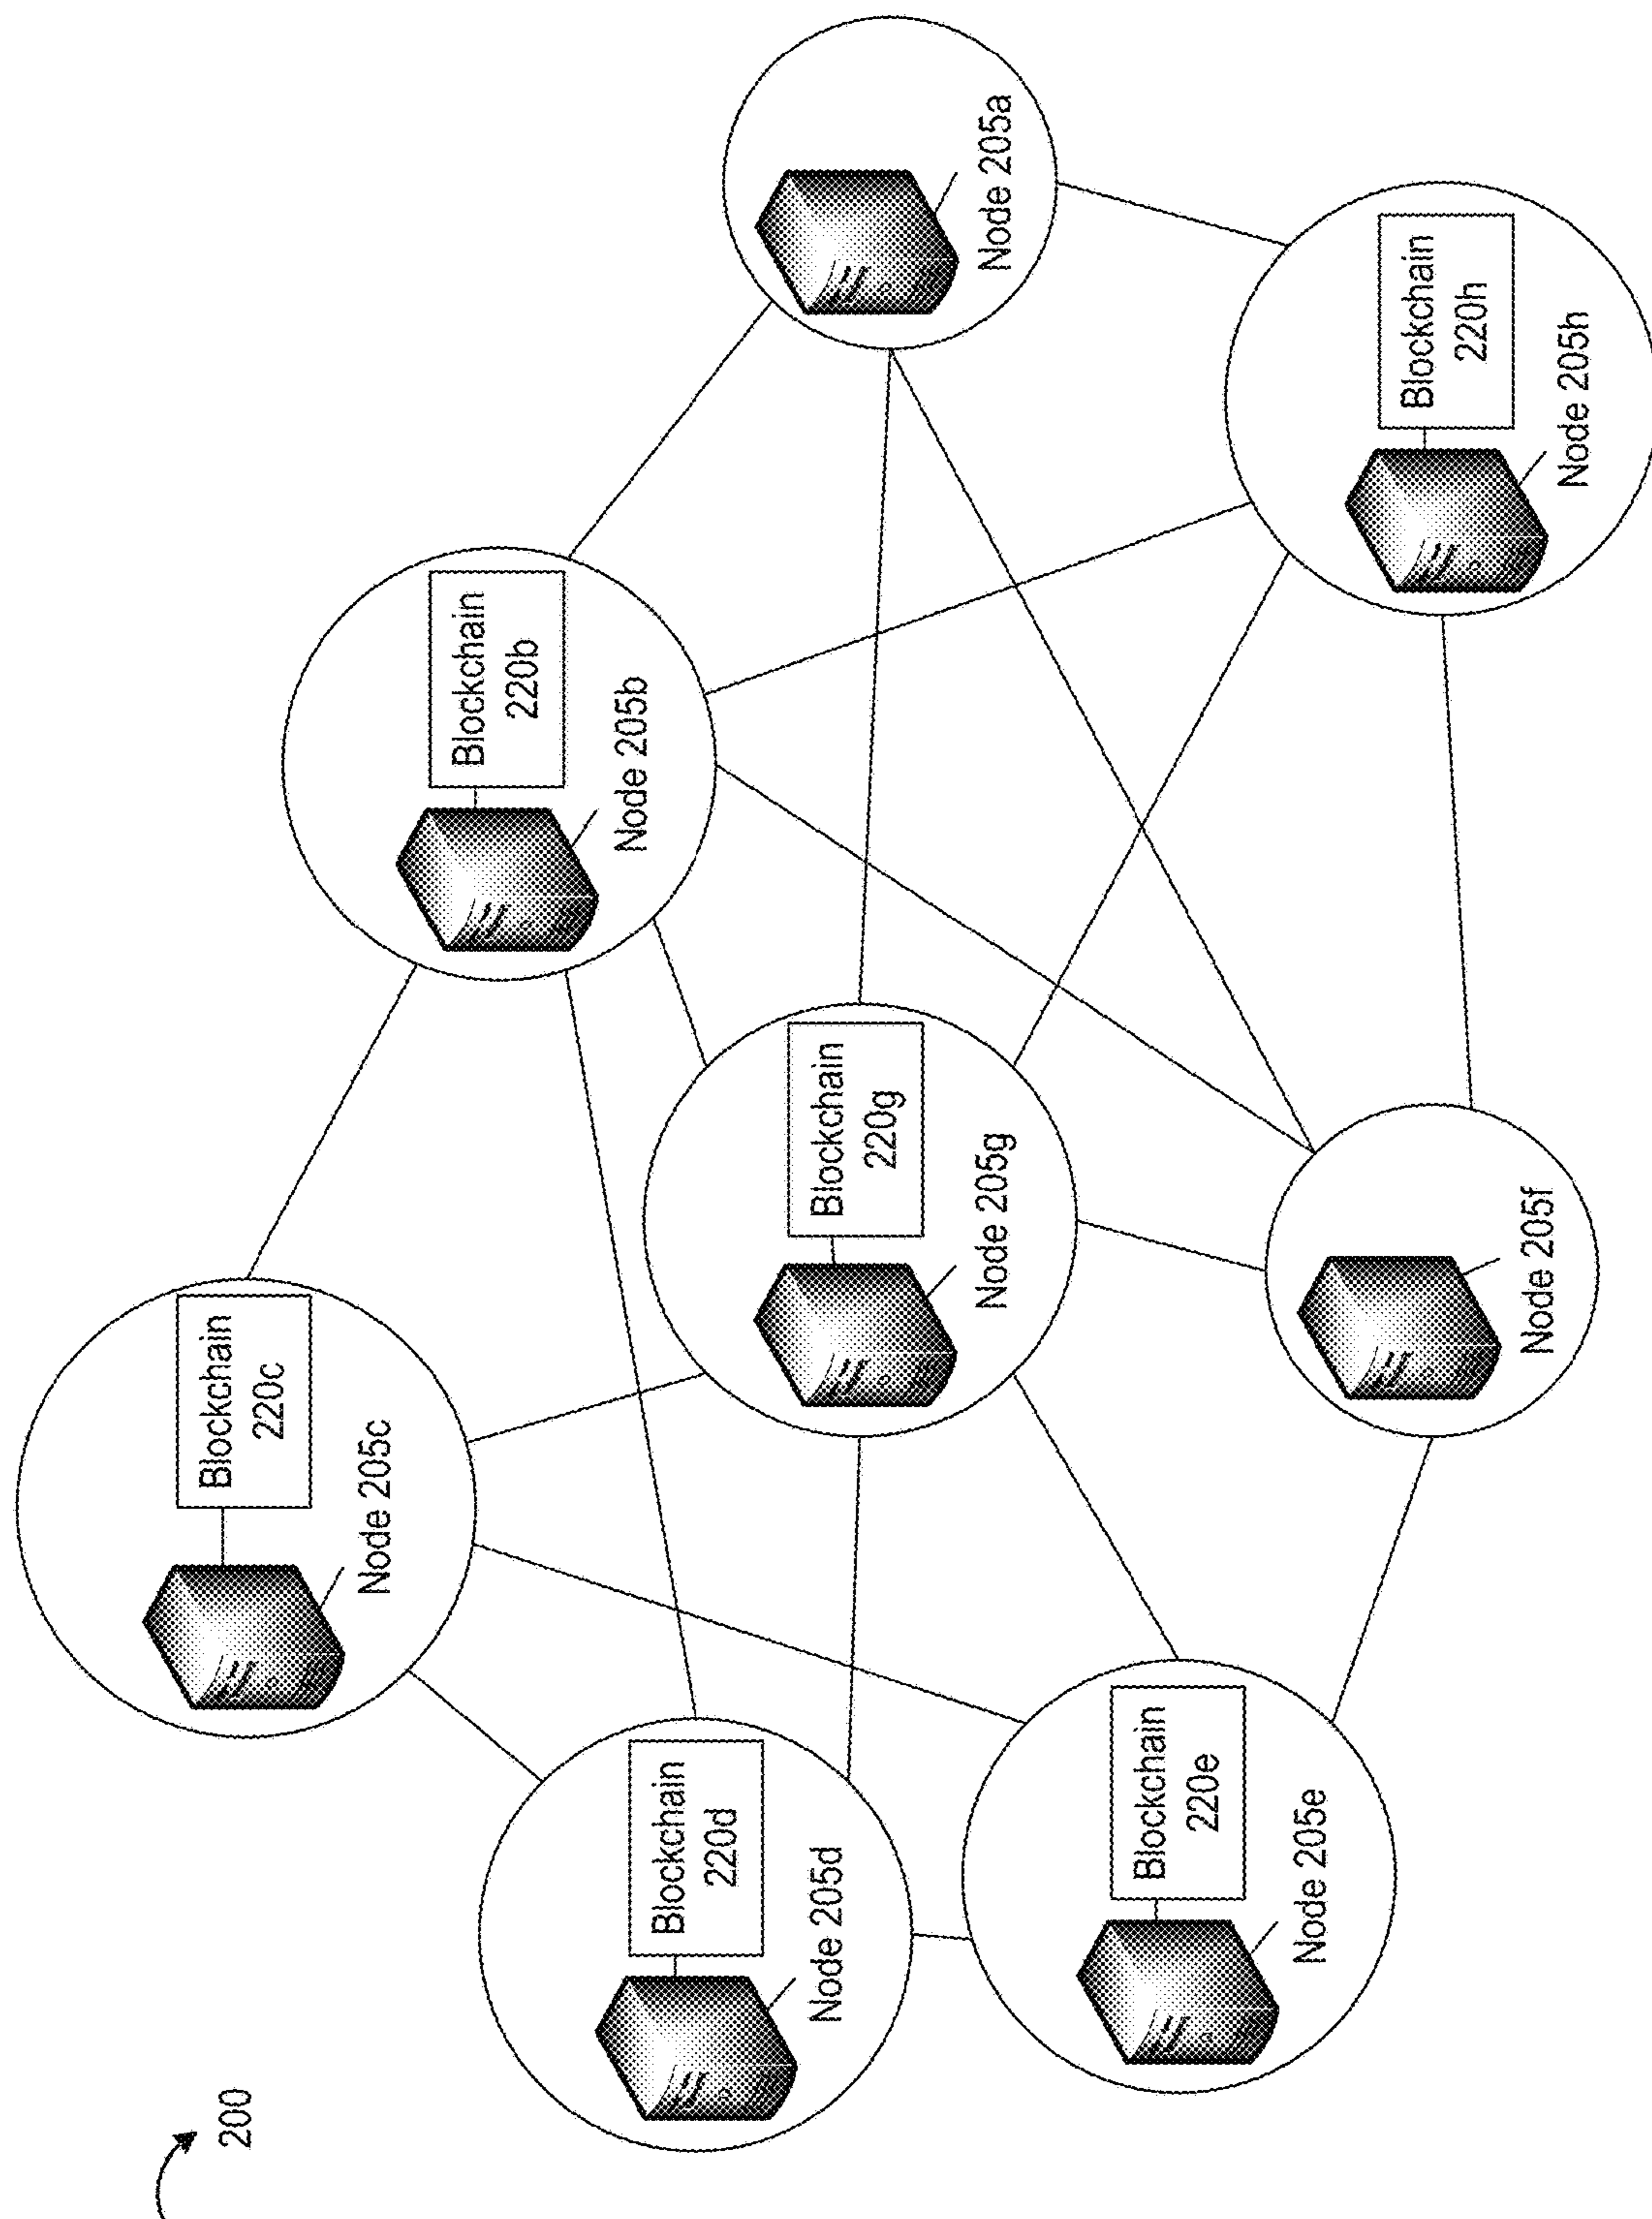 200
Blockchain
220c
Node 205c
Blockchain
220b
Node 205b
Blockchain
220d
Node 205d
Blockchain
220g
Node 205g
Node 205a
Blockchain
220e
Node 205e
Blockchain
220h
Node 205h
Node 205f